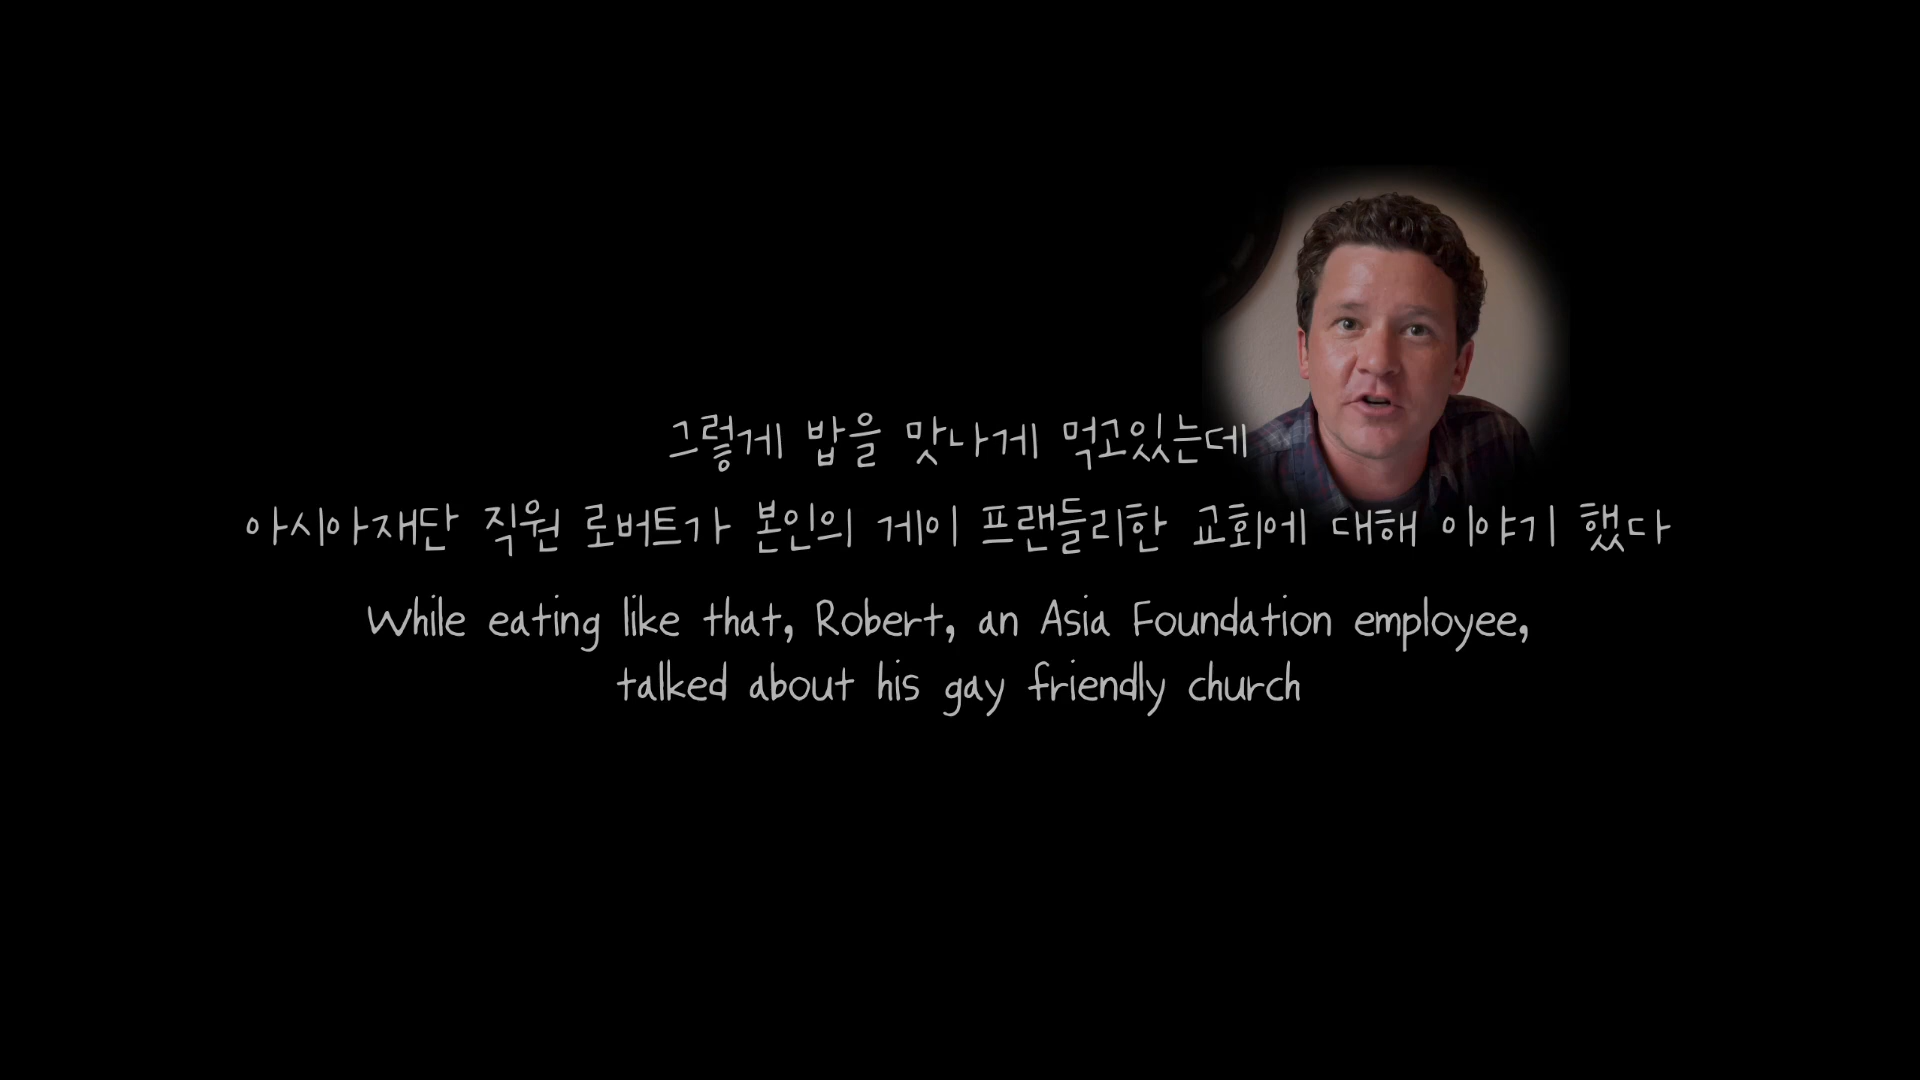 그렇게 밥을 맛나게 먹고있는데
아시아재단 직원 로버트가 본인의 게이 프랜들리한 교회에 대해 이야기 했다
While eating like that, Robert, an Asia Foundation employee,
talked about his gay friendly church